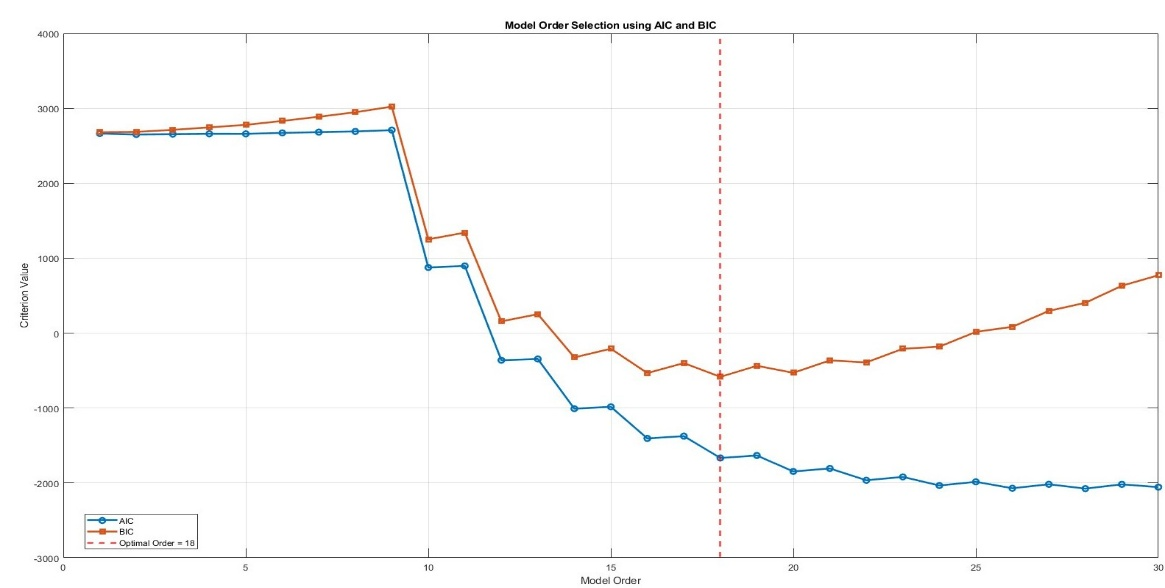 Model Order Selection using AIC and BIC
4000
3000
2000
1000
0
-1000
-2000
-3000
Criterion Value
0 5 10 15 20 25 30
Model Order
AIC
BIC
Optimal Order = 18